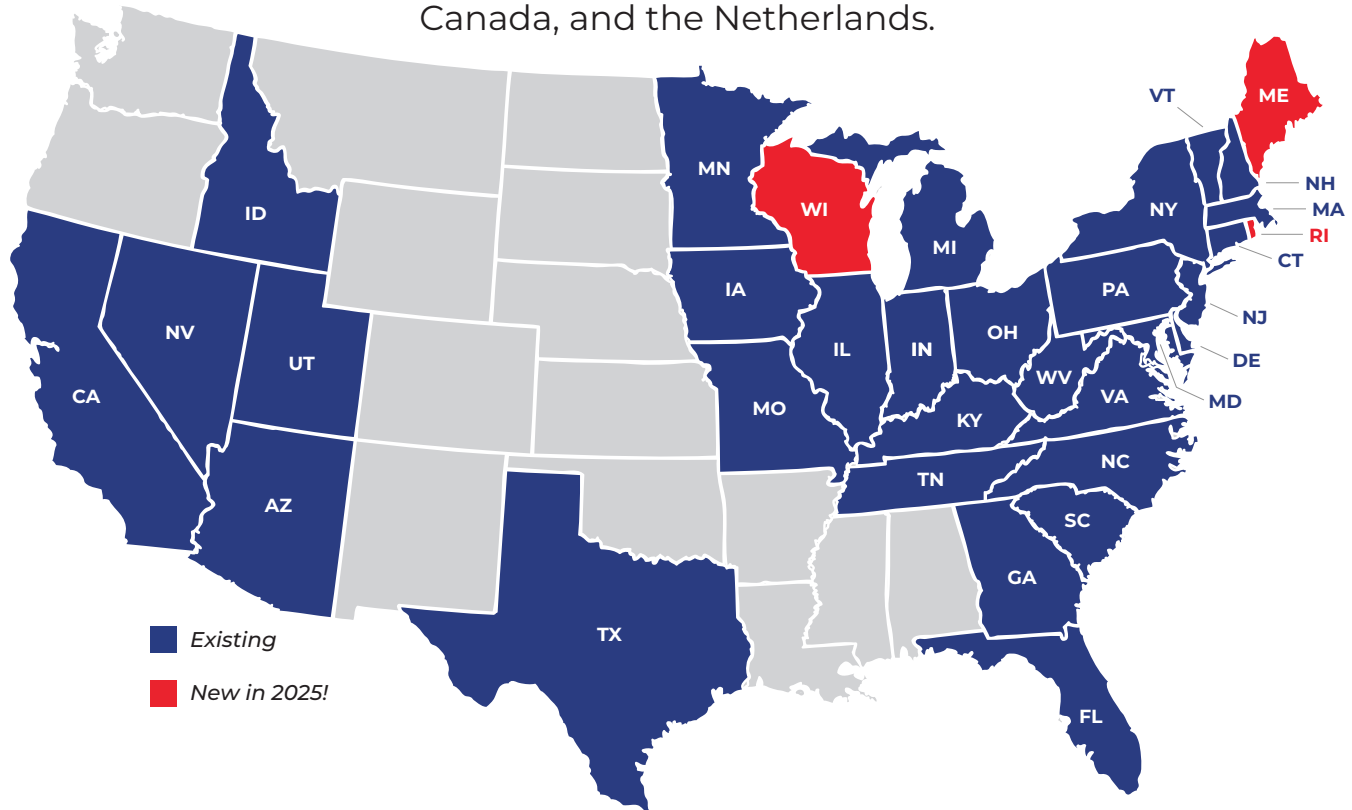 Canada, and the Netherlands.
VT
ME
MN
NH
ID
WI
NY
MA
RI
MI
CT
IA
PA
NV
NJ
OH
UT
IL
IN
DE
WV
CA
VA
MD
MO
KY
NC
TN
AZ
SC
GA
TX
Existing
New in 2025!
FL